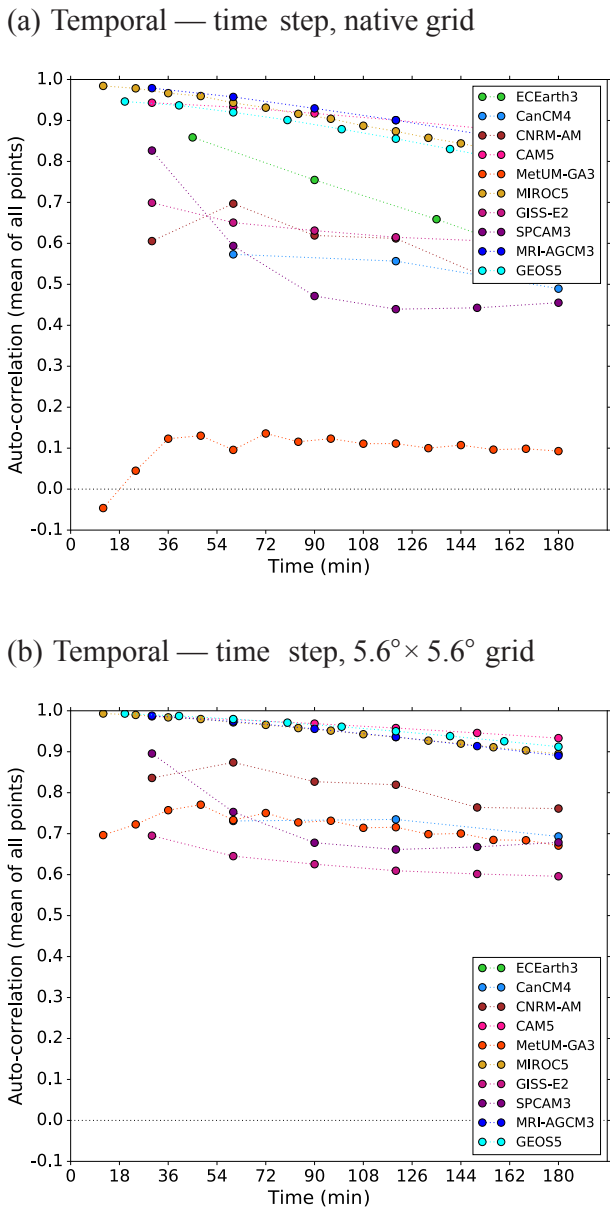 (a) Temporal — time step, native grid
1.0
0.9
0.8
0.7
0.6
0.5
0.4
0.3
0.2
0.1
0.0
-0.1
Auto-correlation (mean of all points)
ECEarth3
CanCM4
CNRM-AM
CAM5
MetUM-GA3
MIROC5
GISS-E2
SPCAM3
MRI-AGCM3
GEOS5
0 18 36 54 72 90 108 126 144 162 180
Time (min)
(b) Temporal — time step, 5.6° × 5.6° grid
1.0
0.9
0.8
0.7
0.6
0.5
0.4
0.3
0.2
0.1
0.0
-0.1
Auto-correlation (mean of all points)
ECEarth3
CanCM4
CNRM-AM
CAM5
MetUM-GA3
MIROC5
GISS-E2
SPCAM3
MRI-AGCM3
GEOS5
0 18 36 54 72 90 108 126 144 162 180
Time (min)